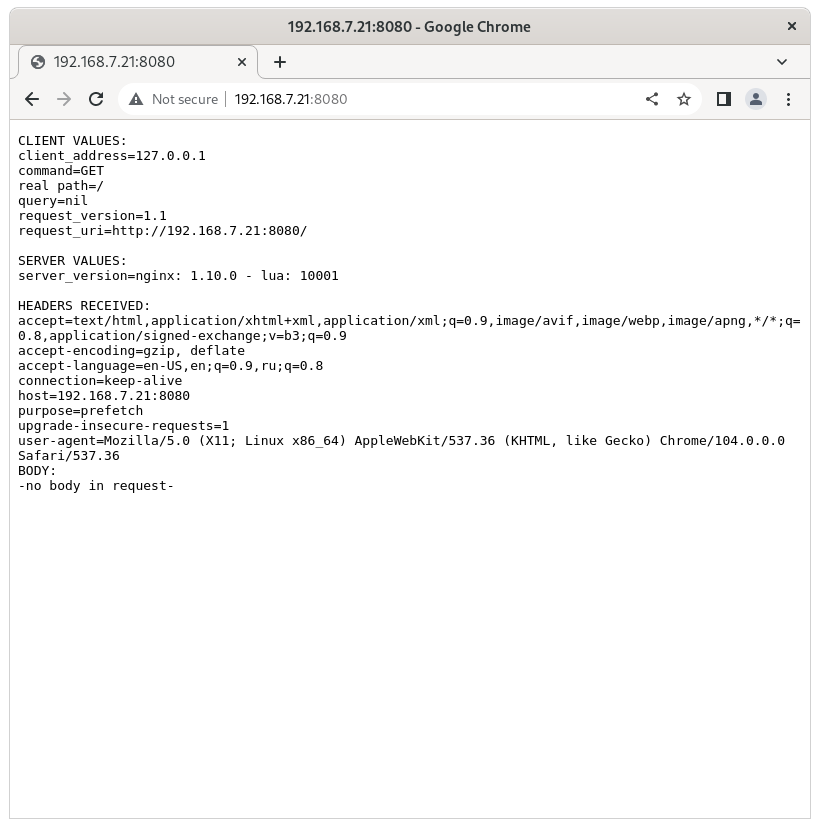 192.168.7.21:8080 - Google Chrome
192.168.7.21:8080
Not secure | 192.168.7.21:8080
CLIENT VALUES:
client_address=127.0.0.1
command=GET
real path=/
query=nil
request_version=1.1
request_uri=http://192.168.7.21:8080/
SERVER VALUES:
server_version=nginx: 1.10.0 - lua: 10001
HEADERS RECEIVED:
accept=text/html,application/xhtml+xml,application/xml;q=0.9,image/avif,image/webp,image/apng,*/*;q=
0.8,application/signed-exchange;v=b3;q=0.9
accept-encoding=gzip, deflate
accept-language=en-US,en;q=0.9,ru;q=0.8
connection=keep-alive
host=192.168.7.21:8080
purpose=prefetch
upgrade-insecure-requests=1
user-agent=Mozilla/5.0 (X11; Linux x86_64) AppleWebKit/537.36 (KHTML, like Gecko) Chrome/104.0.0.0
Safari/537.36
BODY:
-no body in request-